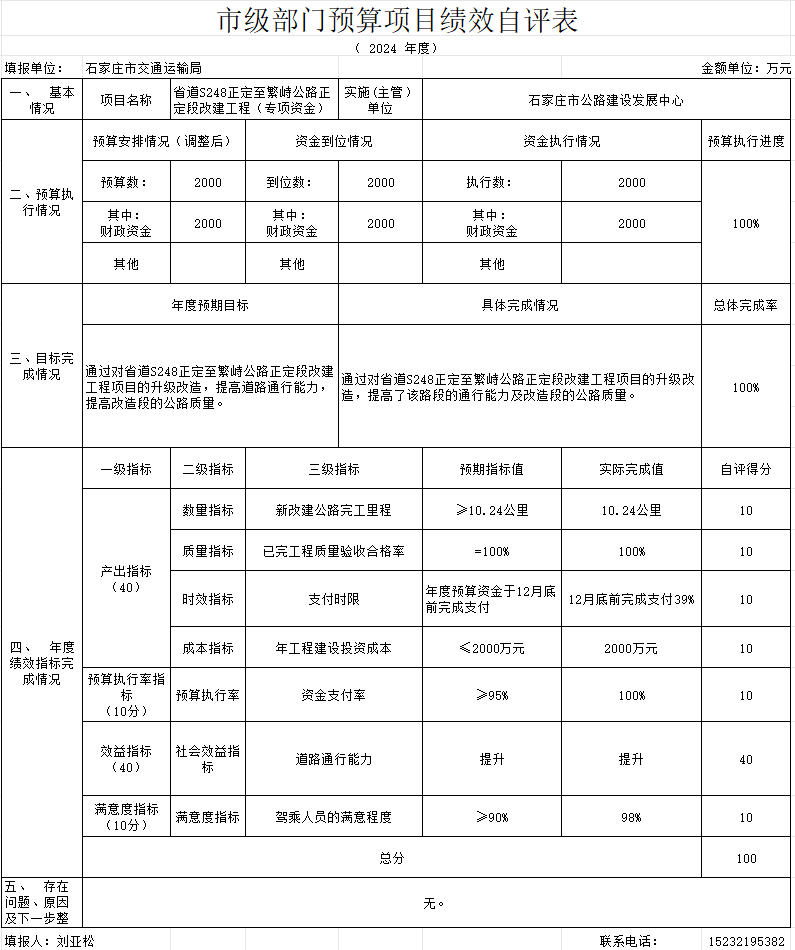 市级部门预算项目绩效自评表
（ 2024 年度）
填报单位： 石家庄市交通运输局 金额单位：万元
一、 基本情况 项目名称 省道S248正定至繁峙公路正定段改建工程（专项资金） 实施(主管)单位 石家庄市公路建设发展中心
二、预算执行情况 预算安排情况（调整后） 资金到位情况 资金执行情况 预算执行进度
预算数： 2000 到位数： 2000 执行数： 2000 100%
其中：财政资金 2000 其中：财政资金 2000 其中：财政资金 2000
其他 其他 其他
三、目标完成情况 年度预期目标 具体完成情况 总体完成率
通过对省道S248正定至繁峙公路正定段改建工程项目的升级改造，提高道路通行能力，提高改造段的公路质量。 通过对省道S248正定至繁峙公路正定段改建工程项目的升级改造，提高了该路段的通行能力及改造段的公路质量。 100%
四、 年度绩效指标完成情况 一级指标 二级指标 三级指标 预期指标值 实际完成值 自评得分
产出指标（40） 数量指标 新改建公路完工里程 ≥10.24公里 10.24公里 10
质量指标 已完工程质量验收合格率 =100% 100% 10
时效指标 支付时限 年度预算资金于12月底前完成支付 12月底前完成支付39% 10
成本指标 年工程建设投资成本 ≤2000万元 2000万元 10
预算执行率指标（10分） 预算执行率 资金支付率 ≥95% 100% 10
效益指标（40） 社会效益指标 道路通行能力 提升 提升 40
满意度指标（10分） 满意度指标 驾乘人员的满意程度 ≥90% 98% 10
总分 100
五、 存在问题、原因及下一步整 无。
填报人：刘亚松 联系电话： 15232195382